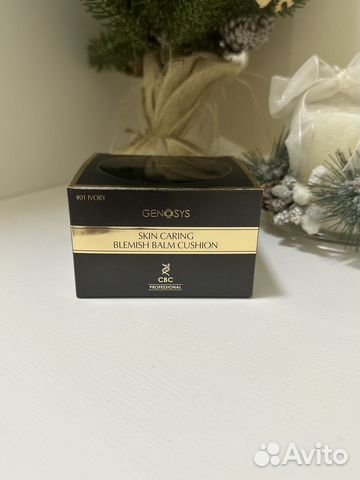 #01 IVORY
GENOSYS
SKIN CARING
BLEMISH BALM CUSHION
CBC
PROFESSIONAL
Avito